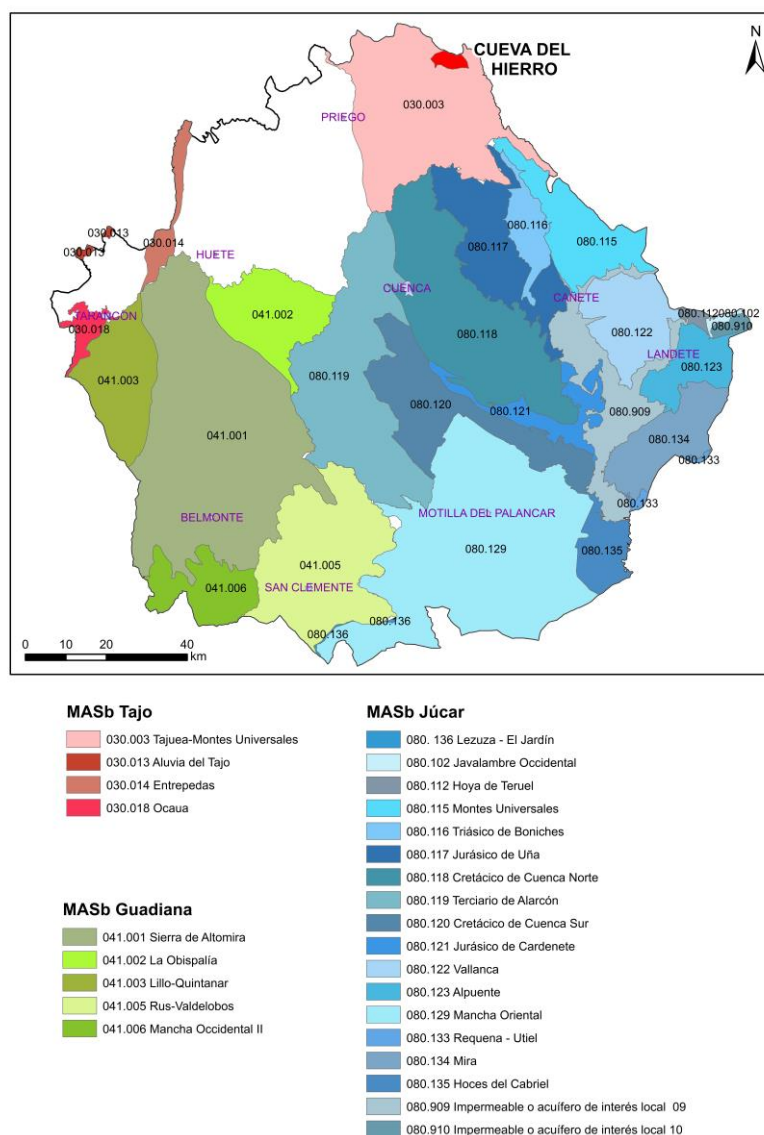 CUEVA DEL
HIERRO
N
030.003
PRIEGO
030.013
030.013
030.014
HUETE
080.116
080.115
080.117
CUENCA
CAÑETE
TARANCÓN
030.018
041.002
080.118
080.122
080.112
080.102
080.910
LANDETE
080.123
041.003
080.119
080.120
080.121
080.909
041.001
080.134
080.133
080.133
BELMONTE
MOTILLA DEL PALANCAR
080.129
080.135
041.005
041.006
SAN CLEMENTE
080.136
080.136
0 10 20 40
km
MASb Tajo
030.003 Tajuea-Montes Universales
030.013 Aluvia del Tajo
030.014 Entrepedas
030.018 Ocaua
MASb Guadiana
041.001 Sierra de Altomira
041.002 La Obispalía
041.003 Lillo-Quintanar
041.005 Rus-Valdelobos
041.006 Mancha Occidental II
MASb Júcar
080. 136 Lezuza - El Jardín
080.102 Javalambre Occidental
080.112 Hoya de Teruel
080.115 Montes Universales
080.116 Triásico de Boniches
080.117 Jurásico de Uña
080.118 Cretácico de Cuenca Norte
080.119 Terciario de Alarcón
080.120 Cretácico de Cuenca Sur
080.121 Jurásico de Cardenete
080.122 Vallanca
080.123 Alpuente
080.129 Mancha Oriental
080.133 Requena - Utiel
080.134 Mira
080.135 Hoces del Cabriel
080.909 Impermeable o acuífero de interés local 09
080.910 Impermeable o acuífero de interés local 10